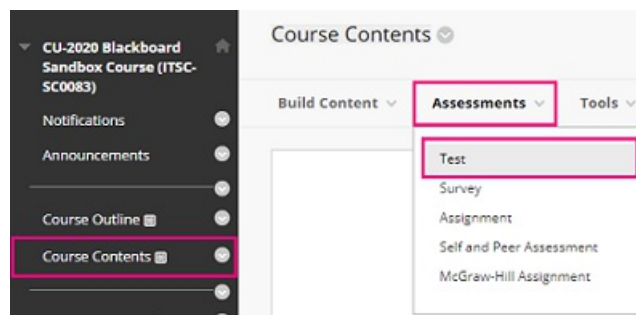 CU-2020 Blackboard
Sandbox Course (ITSC-
SC0083)
Notifications
Announcements
Course Outline
Course Contents
Course Contents
Build Content
Assessments
Tools
Test
Survey
Assignment
Self and Peer Assessment
McGraw-Hill Assignment